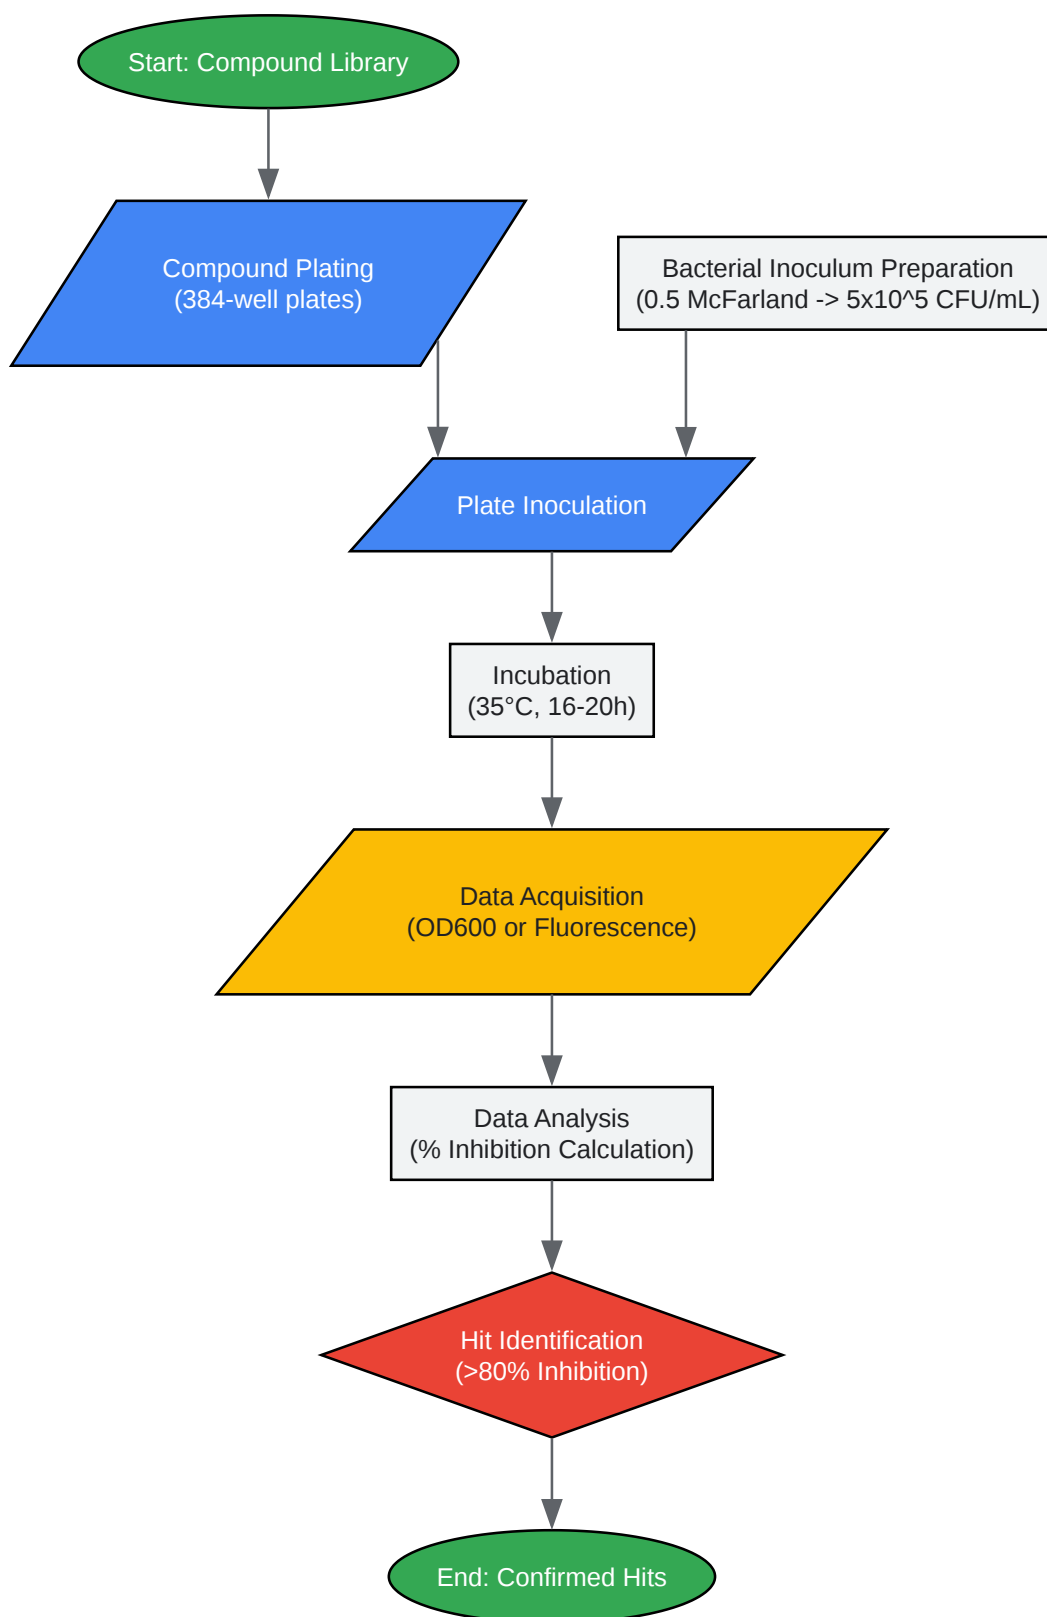 Start: Compound Library
Compound Plating
(384-well plates)
Bacterial Inoculum Preparation
(0.5 McFarland -> 5x10^5 CFU/mL)
Plate Inoculation
Incubation
(35°C, 16-20h)
Data Acquisition
(OD600 or Fluorescence)
Data Analysis
(% Inhibition Calculation)
Hit Identification
(>80% Inhibition)
End: Confirmed Hits